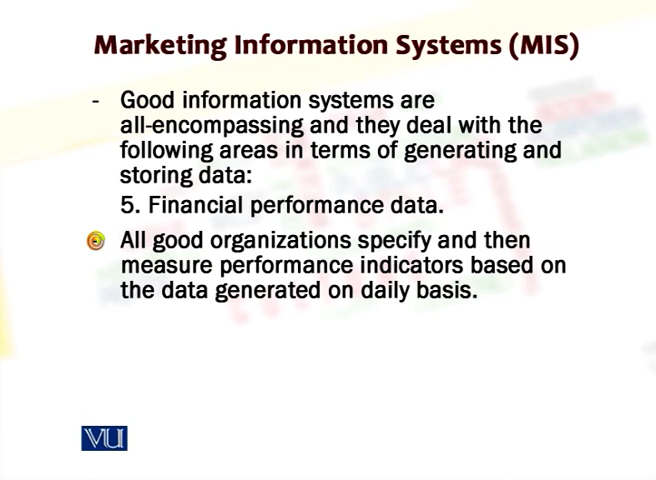 Marketing Information Systems (MIS)
- Good information systems are
all-encompassing and they deal with the
following areas in terms of generating and
storing data:
5. Financial performance data.
All good organizations specify and then
measure performance indicators based on
the data generated on daily basis.
VU